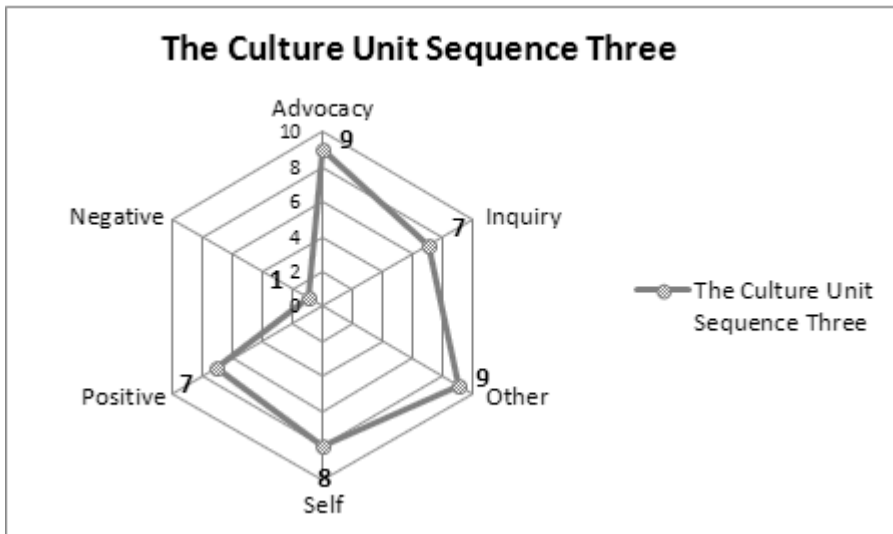 The Culture Unit Sequence Three
Advocacy
10
9
8
6
4
2
0
Negative
Inquiry
7
1
The Culture Unit
Sequence Three
Positive
7
9
Other
8
Self